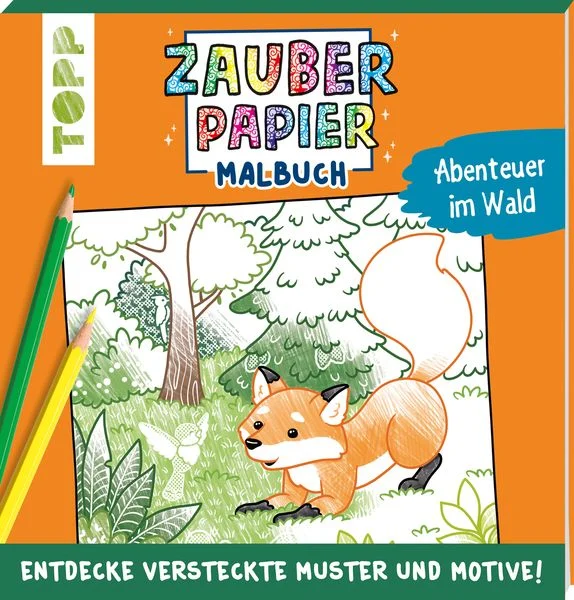 TOPP
ZAUBER
PAPIER
MALBUCH
Abenteuer
im Wald
ENTDECKE VERSTECKTE MUSTER UND MOTIVE!